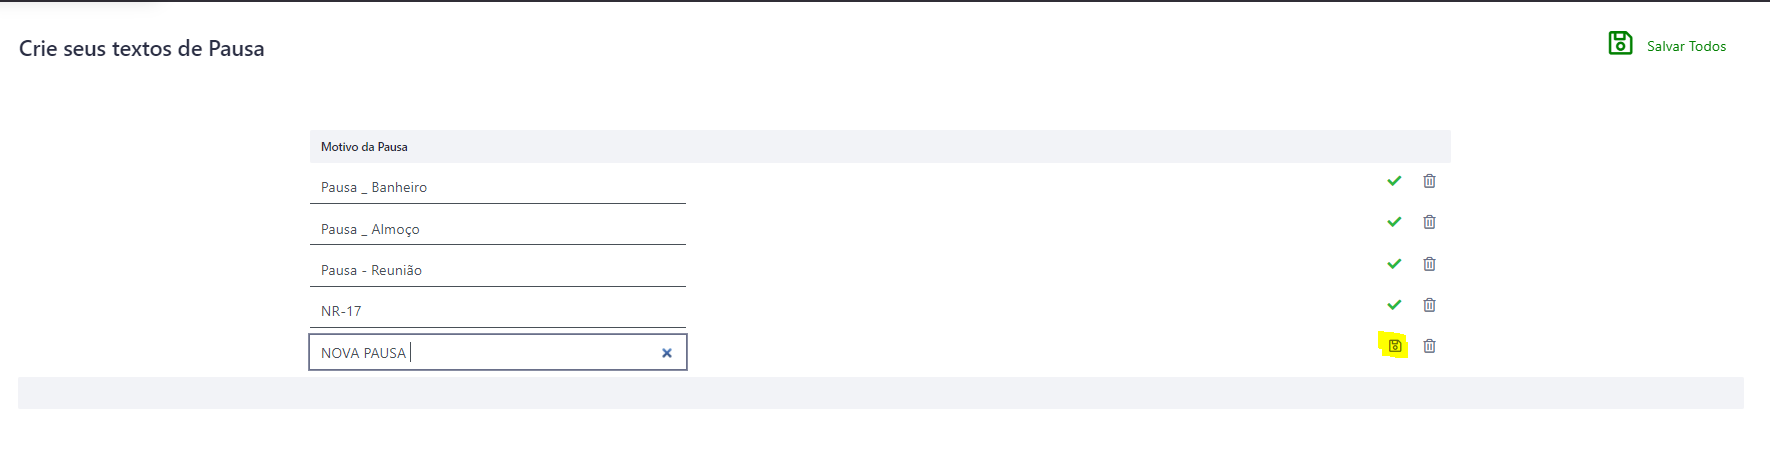 Crie seus textos de Pausa
Salvar Todos
Motivo da Pausa
Pausa _ Banheiro
Pausa _ Almoço
Pausa - Reunião
NR-17
NOVA PAUSA